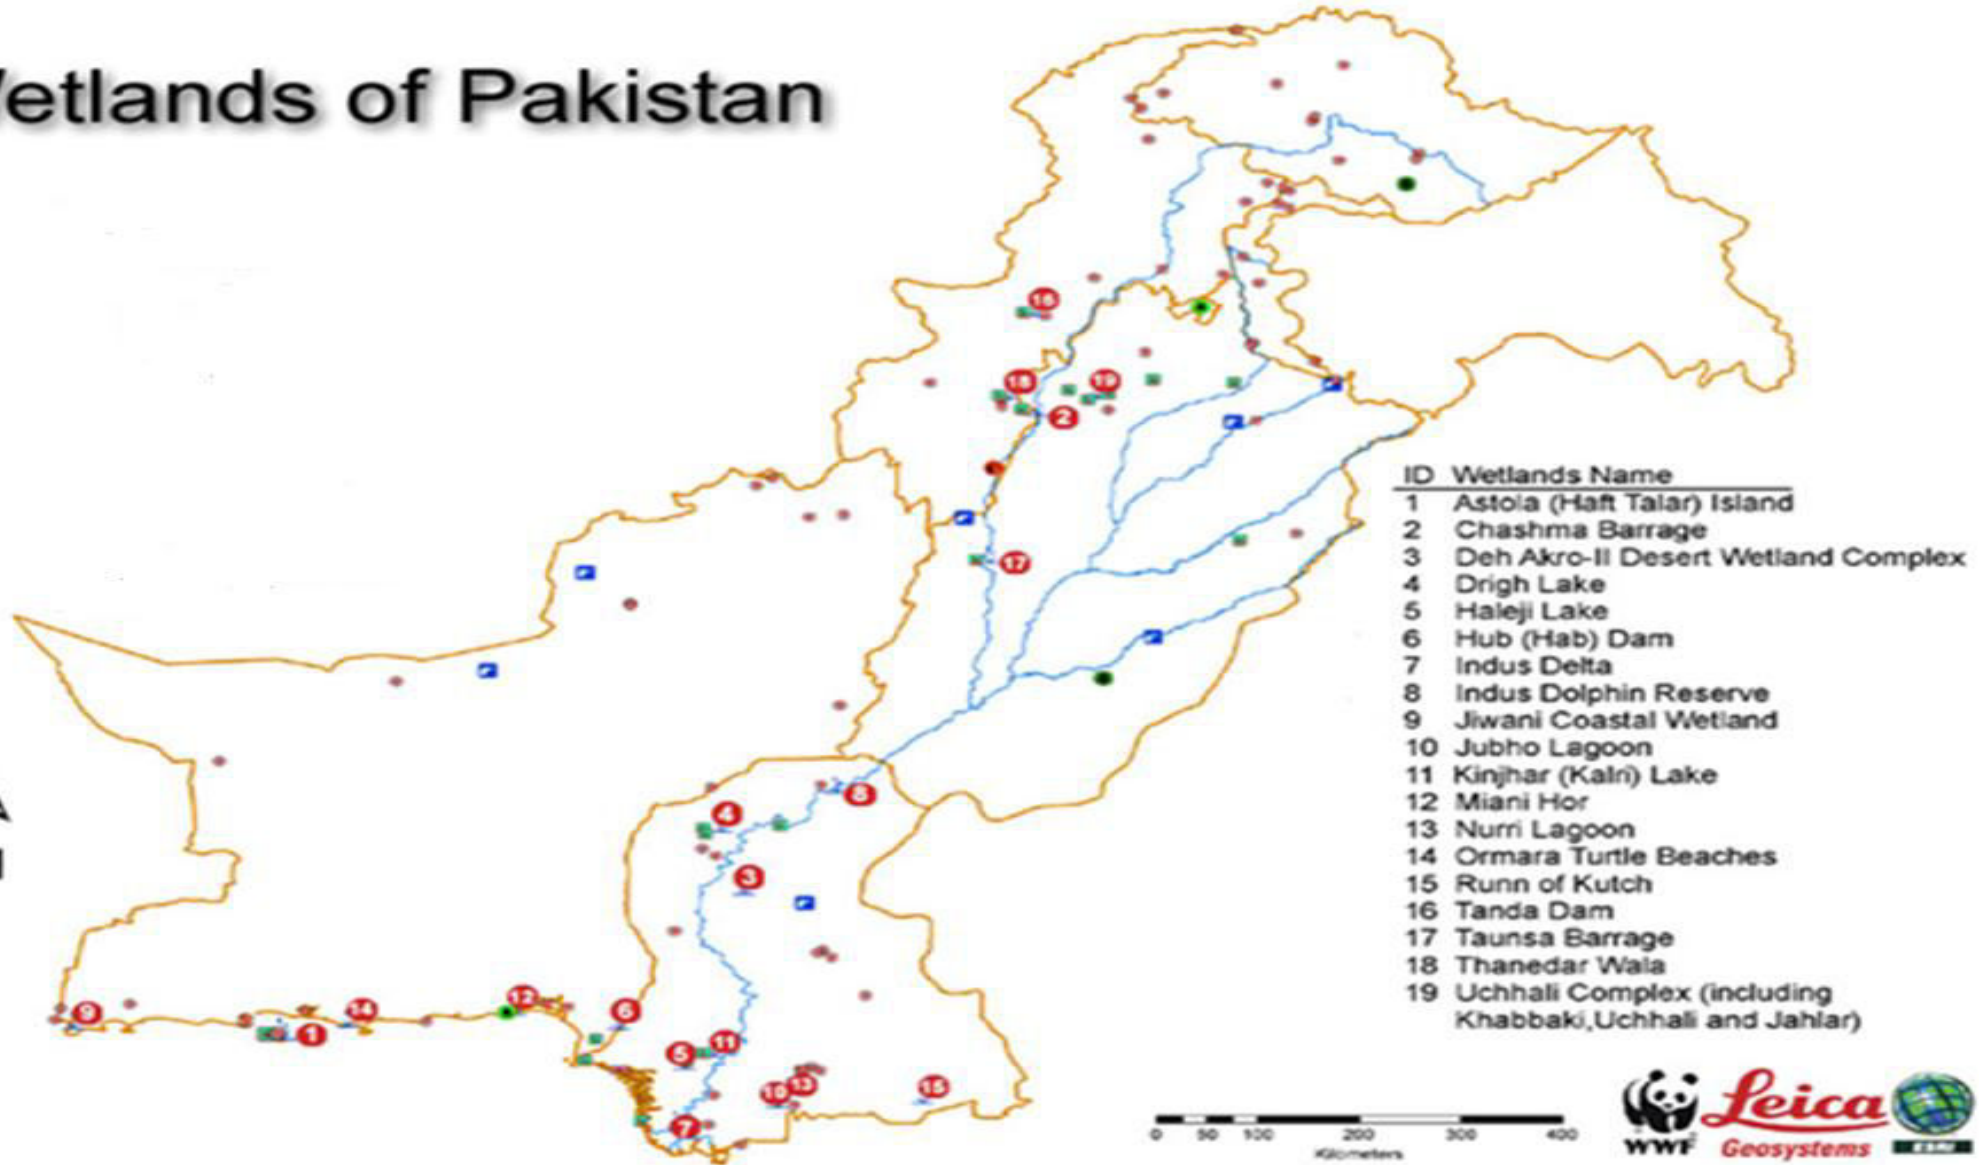 etlands of Pakistan
16
18
19
2
17
8
4
3
9
14
12
6
1
5
11
10
13
15
7
ID Wetlands Name
1 Astola (Haft Talar) Island
2 Chashma Barrage
3 Deh Akro-II Desert Wetland Complex
4 Drigh Lake
5 Haleji Lake
6 Hub (Hab) Dam
7 Indus Delta
8 Indus Dolphin Reserve
9 Jiwani Coastal Wetland
10 Jubho Lagoon
11 Kinjhar (Kalri) Lake
12 Miani Hor
13 Nurri Lagoon
14 Ormara Turtle Beaches
15 Runn of Kutch
16 Tanda Dam
17 Taunsa Barrage
18 Thanedar Wala
19 Uchhali Complex (including
Khabbaki,Uchhali and Jahlar)
0 50 100 200 300 400
Kilometers
WWF
Leica
Geosystems
ESRI